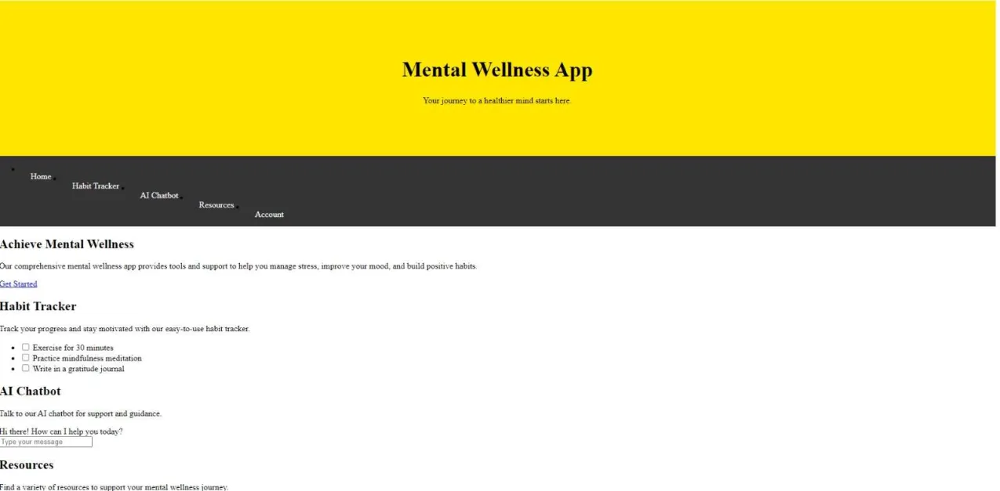 Mental Wellness App
Your journey to a healthier mind starts here.
Home
Habit Tracker
AI Chatbot
Resources
Account
Achieve Mental Wellness
Our comprehensive mental wellness app provides tools and support to help you manage stress, improve your mood, and build positive habits.
Get Started
Habit Tracker
Track your progress and stay motivated with our easy-to-use habit tracker.
Exercise for 30 minutes
Practice mindfulness meditation
Write in a gratitude journal
AI Chatbot
Talk to our AI chatbot for support and guidance.
Hi there! How can I help you today?
Type your message
Resources
Find a variety of resources to support your mental wellness journey.